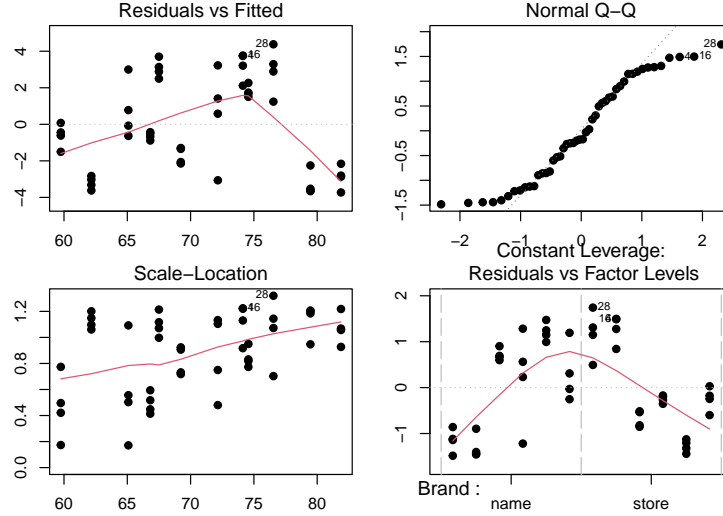 Residuals vs Fitted
4
2
0
−2
−4
28
60 65 70 75 80
Normal Q−Q
1.5
0.5
−0.5
−1.5
28
4 16
−2 −1 0 1 2
Scale−Location
1.2
0.8
0.4
0.0
28
60 65 70 75 80
Constant Leverage:
Residuals vs Factor Levels
2
1
0
−1
28
Brand :
name store